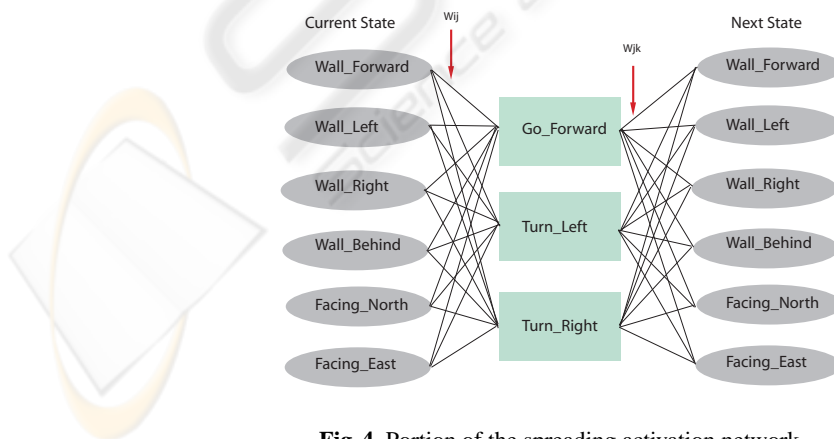 Current State
Wij
Next State
Wjk
Wall_Forward
Wall_Left
Wall_Right
Wall_Behind
Facing_North
Facing_East
Go_Forward
Turn_Left
Turn_Right
Wall_Forward
Wall_Left
Wall_Right
Wall_Behind
Facing_North
Facing_East
Science
Fig. 4. Portion of the spreading activation network